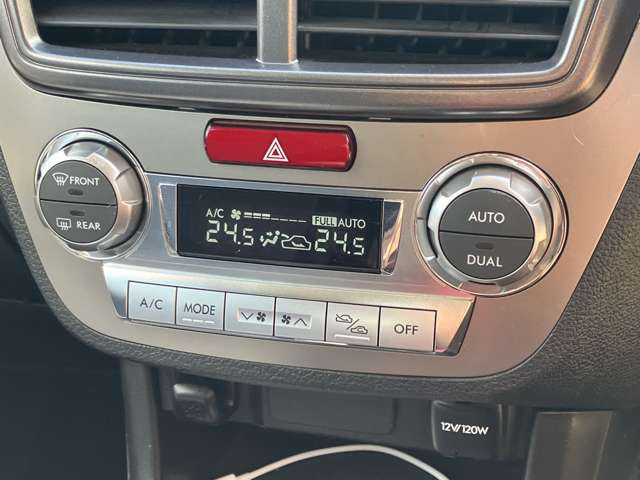 FRONT
REAR
A/C FULL AUTO
24.5 24.5
AUTO
DUAL
A/C
MODE
OFF
12V/120W